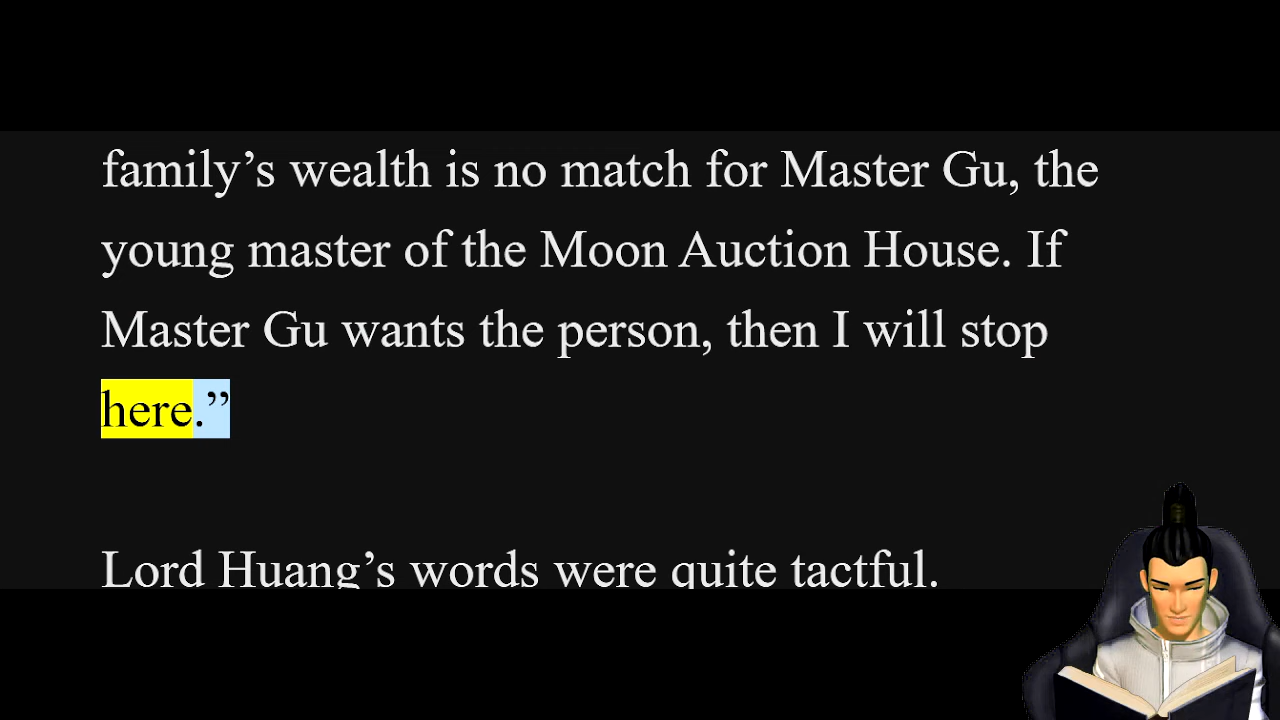 family’s wealth is no match for Master Gu, the
young master of the Moon Auction House. If
Master Gu wants the person, then I will stop
here.”
Lord Huang’s words were quite tactful.